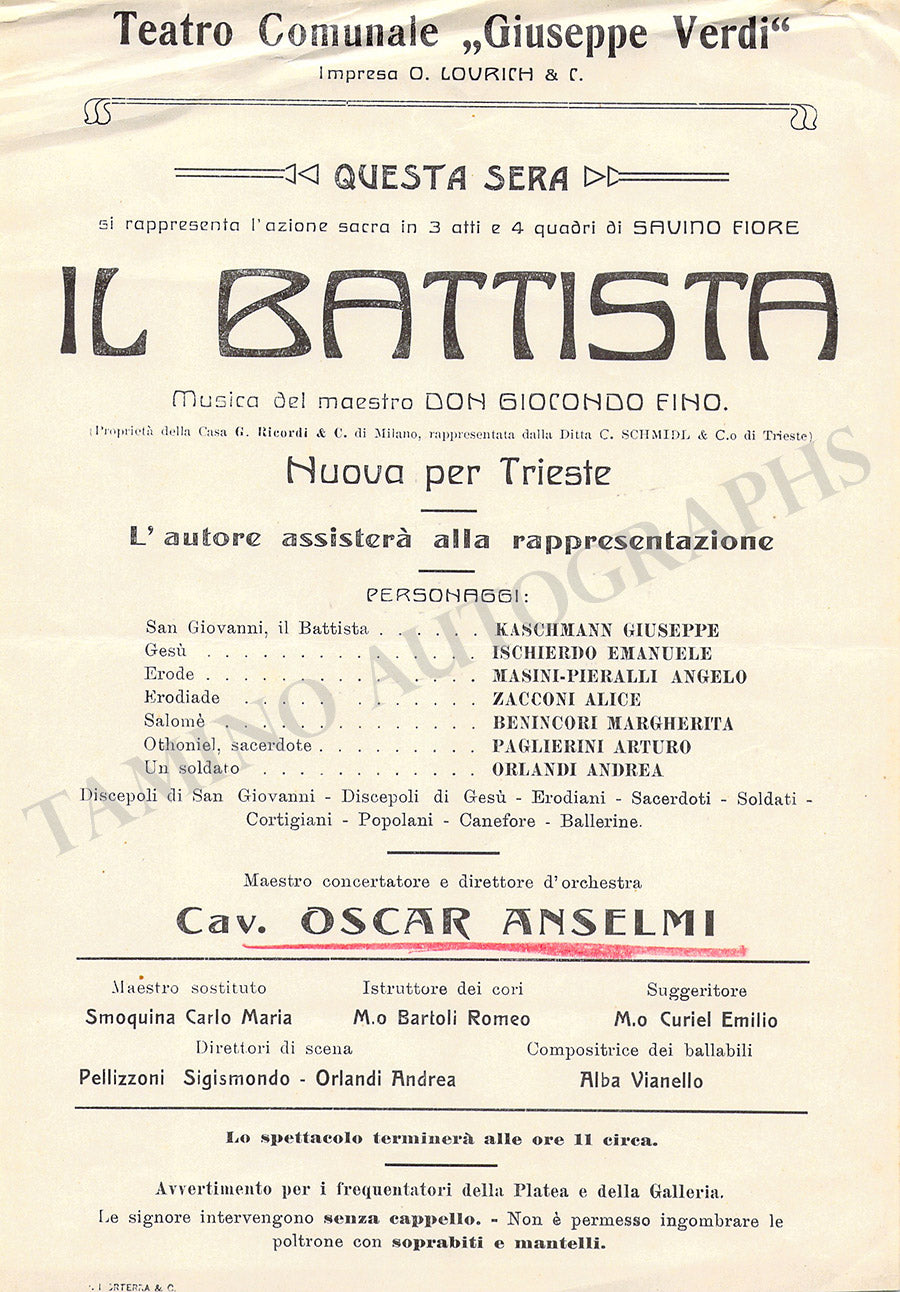 Teatro Comunale „Giuseppe Verdi“
Impresa O. LOVRICH & C.
QUESTA SERA
si rappresenta l'azione sacra in 3 atti e 4 quadri di SAVINO FIORE
IL BATTISTA
Musica del maestro DON GIOCONDO FINO.
(Proprietà della Casa G. Ricordi & C. di Milano, rappresentata dalla Ditta C. SCHMIDL & C.o di Trieste)
Nuova per Trieste
L'autore assisterà alla rappresentazione
PERSONAGGI:
San Giovanni, il Battista . . . . . . KASCHMANN GIUSEPPE
Gesù . . . . . . . . . . . . . . . ISCHIERDO EMANUELE
Erode . . . . . . . . . . . . . . . MASINI-PIERALLI ANGELO
Erodiade . . . . . . . . . . . . . ZACCONI ALICE
Salomè . . . . . . . . . . . . . . BENINCORI MARGHERITA
Othoniel, sacerdote . . . . . . . . . PAGLIERINI ARTURO
Un soldato . . . . . . . . . . . . ORLANDI ANDREA
Discepoli di San Giovanni - Discepoli di Gesù - Erodiani - Sacerdoti - Soldati -
Cortigiani - Popolani - Canefore - Ballerine.
Maestro concertatore e direttore d'orchestra
Cav. OSCAR ANSELMI
Maestro sostituto Istruttore dei cori Suggeritore
Smoquina Carlo Maria M.o Bartoli Romeo M.o Curiel Emilio
Direttori di scena Compositrice dei ballabili
Pellizzoni Sigismondo - Orlandi Andrea Alba Vianello
Lo spettacolo terminerà alle ore 11 circa.
Avvertimento per i frequentatori della Platea e della Galleria.
Le signore intervengono senza cappello. - Non è permesso ingombrare le
poltrone con soprabiti e mantelli.
& C.
TAMINO AUTOGRAPHS